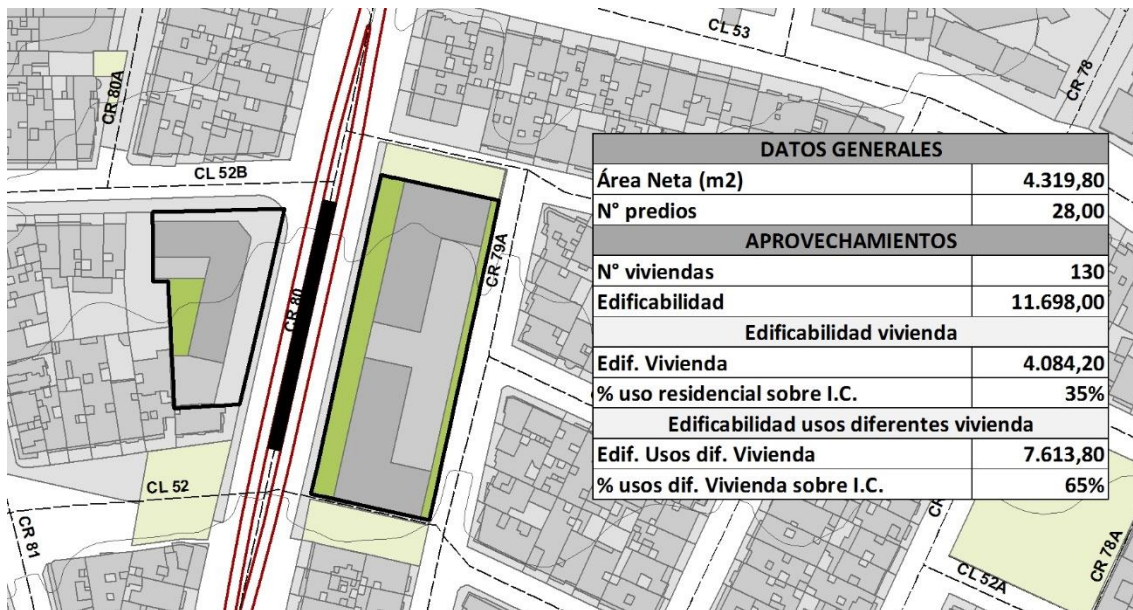 CL 53
CR 78
CR 80A
CL 52B
CR 80
CR 79A
CL 52
CR 81
CR
CL 52A
CR 78A
DATOS GENERALES
Área Neta (m2) 4.319,80
N° predios 28,00
APROVECHAMIENTOS
N° viviendas 130
Edificabilidad 11.698,00
Edificabilidad vivienda
Edif. Vivienda 4.084,20
% uso residencial sobre I.C. 35%
Edificabilidad usos diferentes vivienda
Edif. Usos dif. Vivienda 7.613,80
% usos dif. Vivienda sobre I.C. 65%